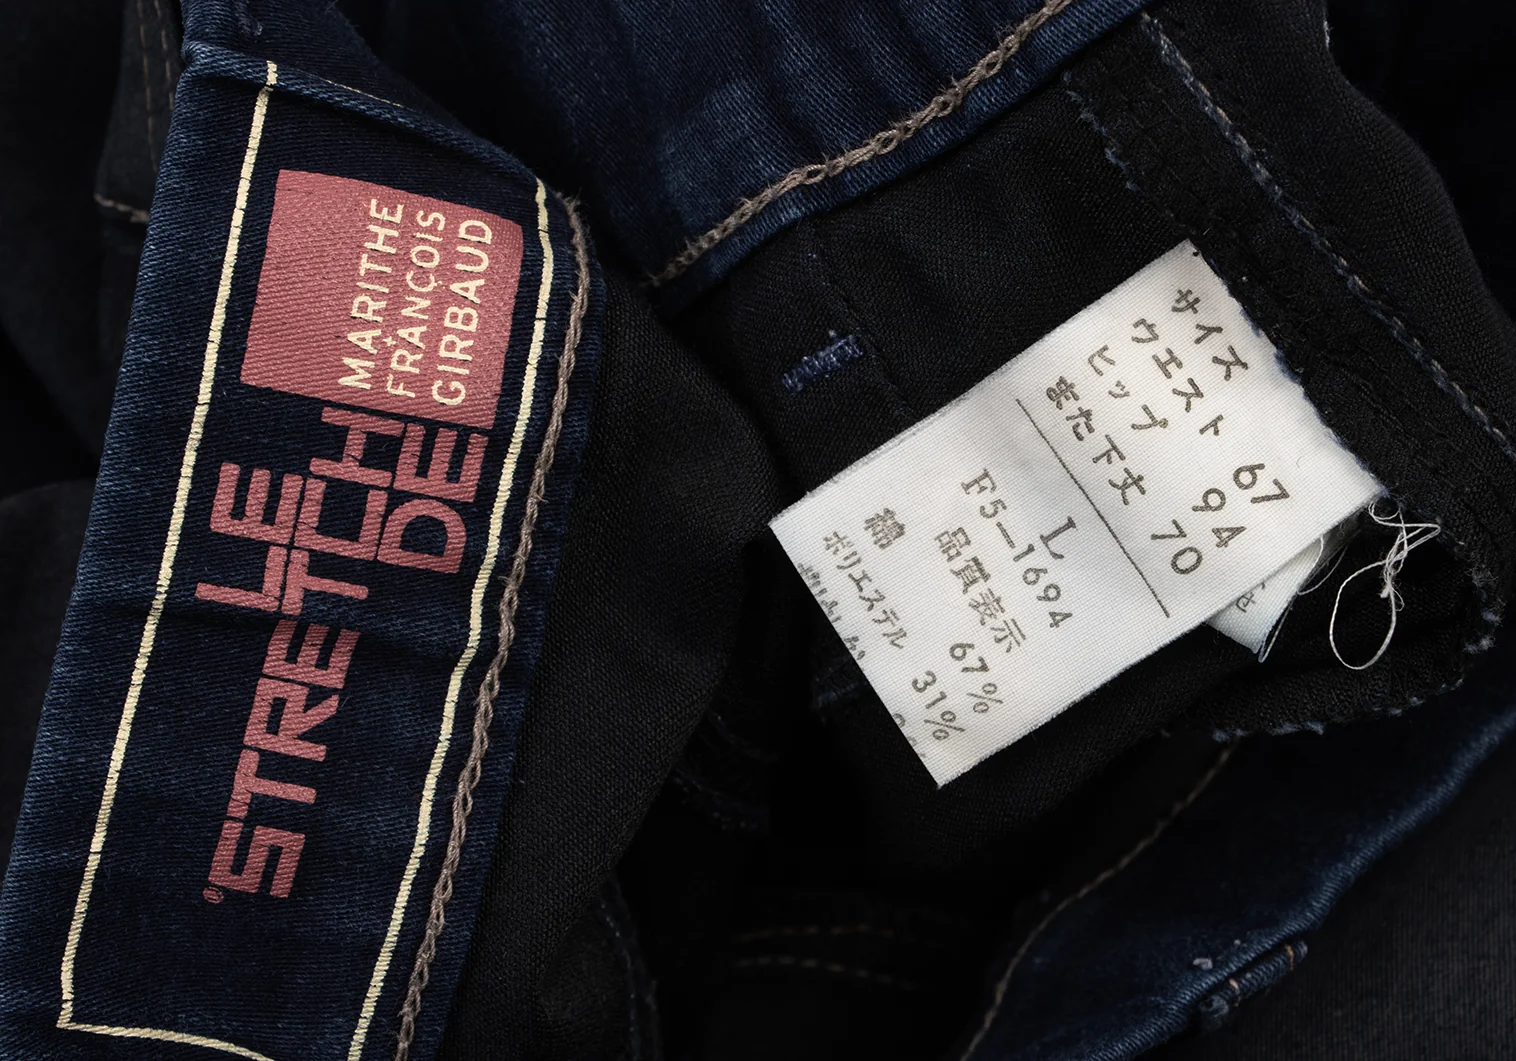 LE
STRETCH
DE
MARITHE
FRANÇOIS
GIRBAUD
®
サイズ
ウエスト 67
ヒップ 94
また下丈 70
L
F5-1694
品質表示
綿 67%
ポリエステル 31%